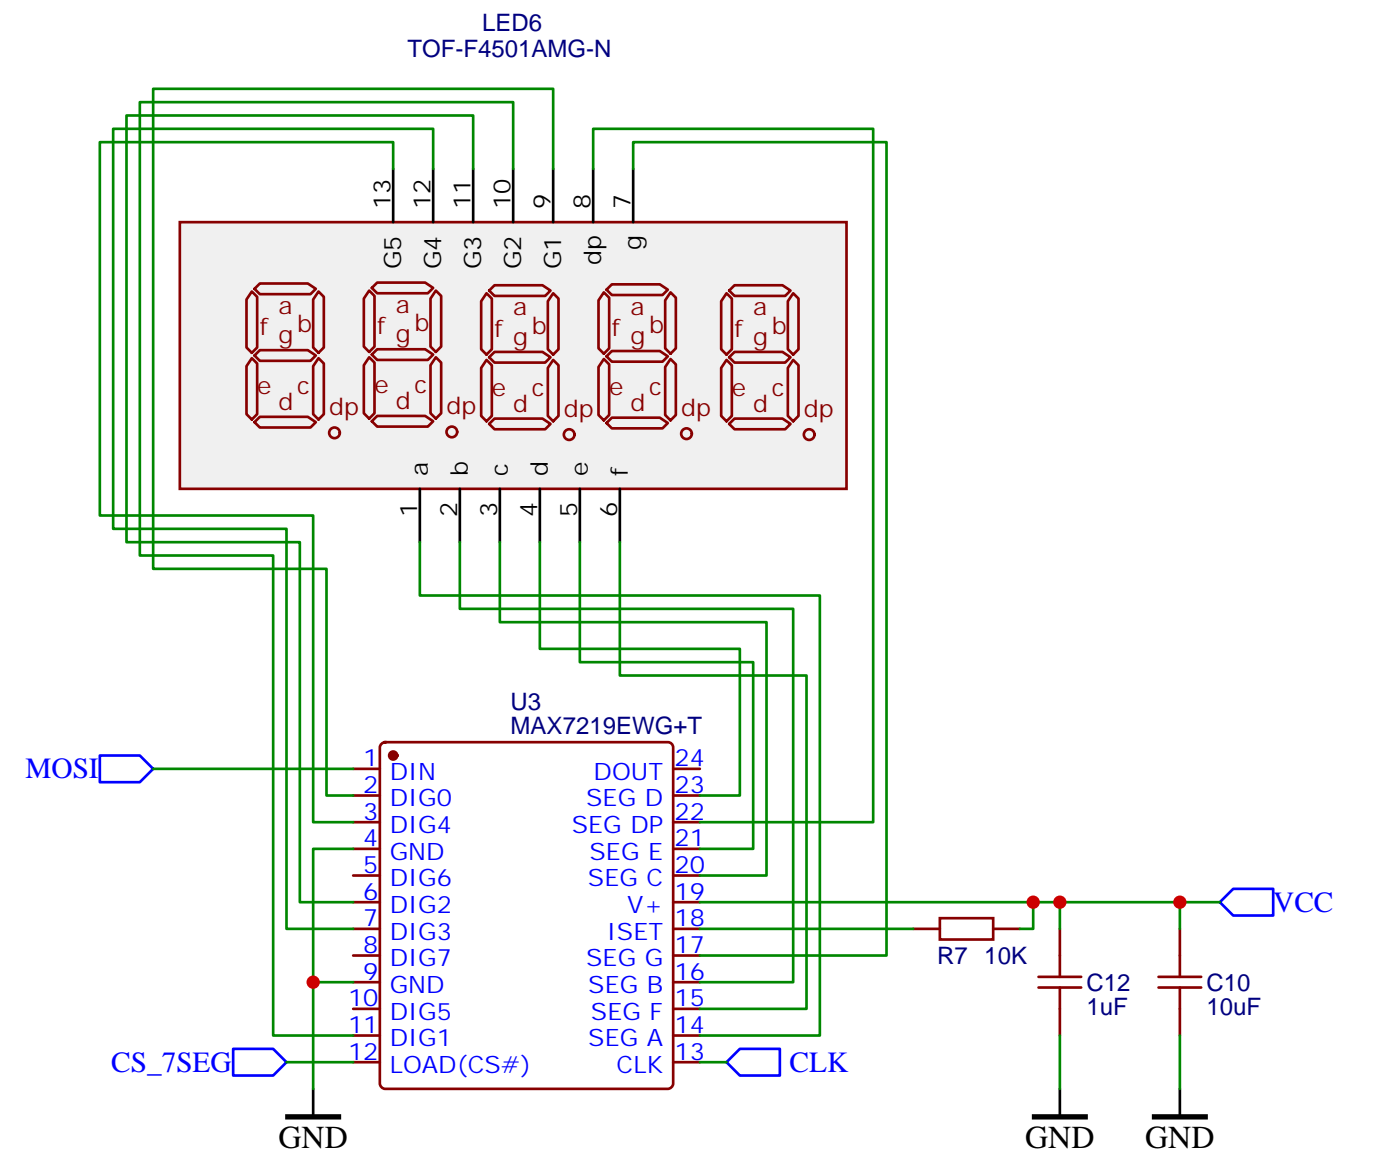 LED6
TOF-F4501AMG-N
13 12 11 10 9 8 7
G5 G4 G3 G2 G1 dp g
a a a a a
f b f b f b f b f b
g g g g g
e c e c e c e c e c
d d d d d
dp dp dp dp dp
a b c d e f
1 2 3 4 5 6
U3
MAX7219EWG+T
MOSI 1 DIN DOUT 24
2 DIG0 SEG D 23
3 DIG4 SEG DP 22
4 GND SEG E 21
5 DIG6 SEG C 20
6 DIG2 V+ 19 VCC
7 DIG3 ISET 18
8 DIG7 SEG G 17
R7 10K
9 GND SEG B 16
C12 C10
1uF 10uF
10 DIG5 SEG F 15
11 DIG1 SEG A 14
CS_7SEG 12 LOAD(CS#) CLK 13 CLK
GND GND GND